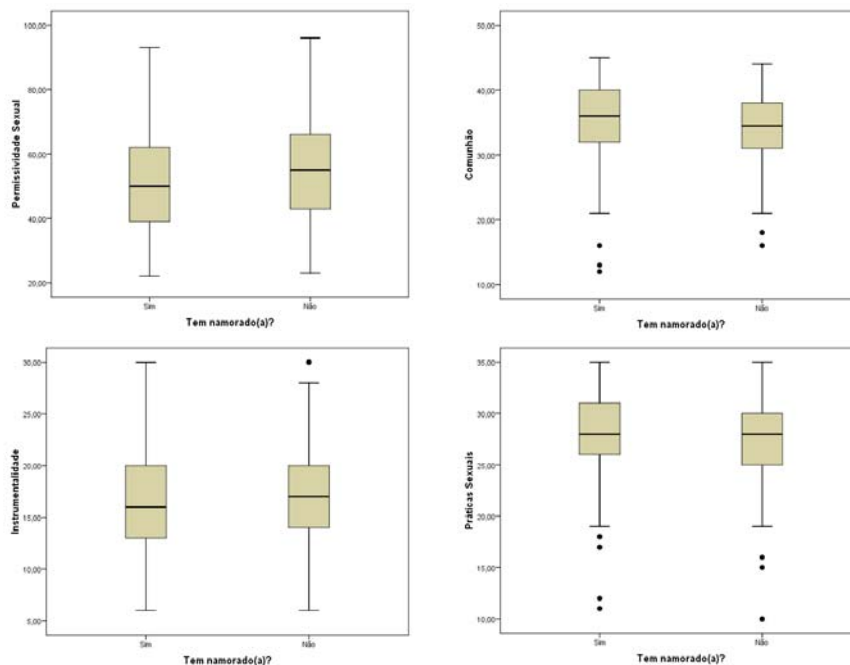 Permissividade Sexual
100,00
80,00
60,00
40,00
20,00
Sim
Não
Tem namorado(a)?
Comunhão
50,00
40,00
30,00
20,00
10,00
Sim
Não
Tem namorado(a)?
Instrumentalidade
30,00
25,00
20,00
15,00
10,00
5,00
Sim
Não
Tem namorado(a)?
Práticas Sexuais
35,00
30,00
25,00
20,00
15,00
10,00
Sim
Não
Tem namorado(a)?